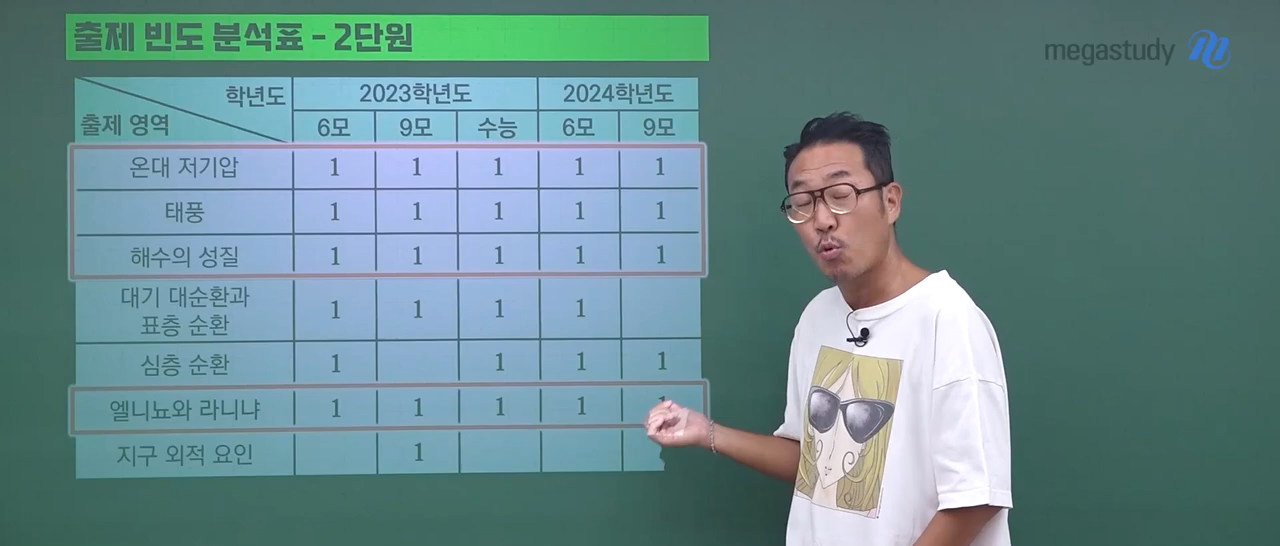 출제 빈도 분석표 - 2단원
megastudy
학년도 2023학년도 2024학년도
출제 영역 6모 9모 수능 6모 9모
온대 저기압 1 1 1 1 1
태풍 1 1 1 1 1
해수의 성질 1 1 1 1 1
대기 대순환과
표층 순환 1 1 1 1
심층 순환 1 1 1 1
엘니뇨와 라니냐 1 1 1 1 1
지구 외적 요인 1